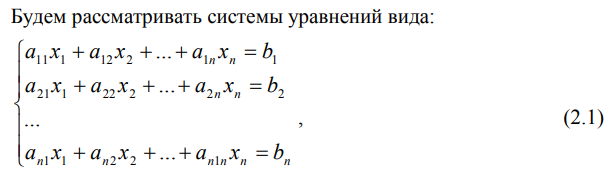 Будем рассматривать системы уравнений вида:
a₁₁x₁ + a₁₂x₂ + ... + a₁ₙxₙ = b₁
a₂₁x₁ + a₂₂x₂ + ... + a₂ₙxₙ = b₂
... , (2.1)
aₙ₁x₁ + aₙ₂x₂ + ... + aₙ₁ₙxₙ = bₙ